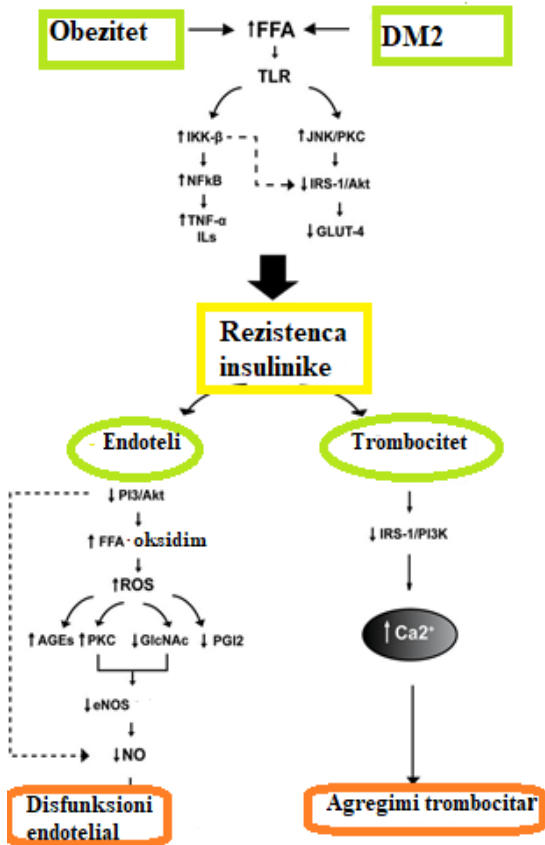 Obezitet
↑FFA
DM2
TLR
↑IKK-β
↑JNK/PKC
↑NFkB
↓IRS-1/Akt
↑TNF-α
ILs
↓GLUT-4
Rezistenca
insulinike
Endoteli
Trombocitet
↓PI3/Akt
↑FFA-oksidim
↓IRS-1/PI3K
↑ROS
↑AGEs ↑PKC ↓GlcNAc ↓PGI2
↑Ca2⁺
↓eNOS
↓NO
Disfunksioni
endotelial
Agregimi trombocitar